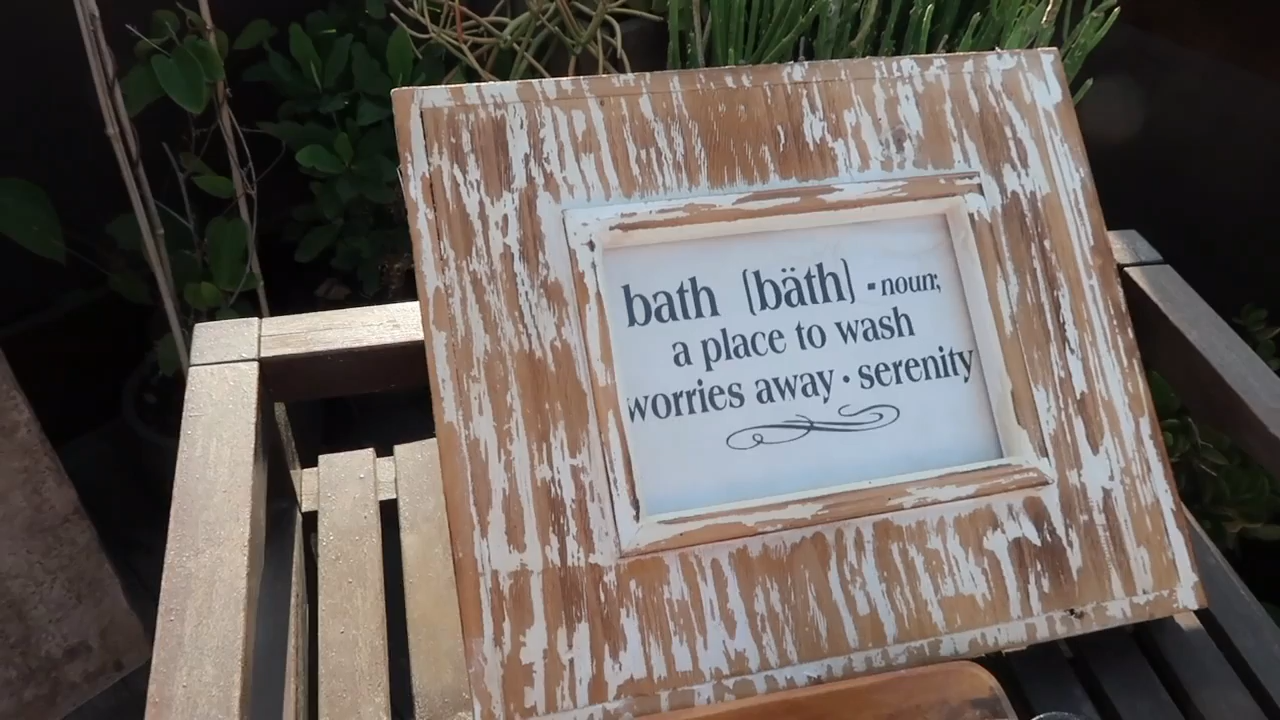 bath [bäth] ▪ noun;
a place to wash
worries away · serenity